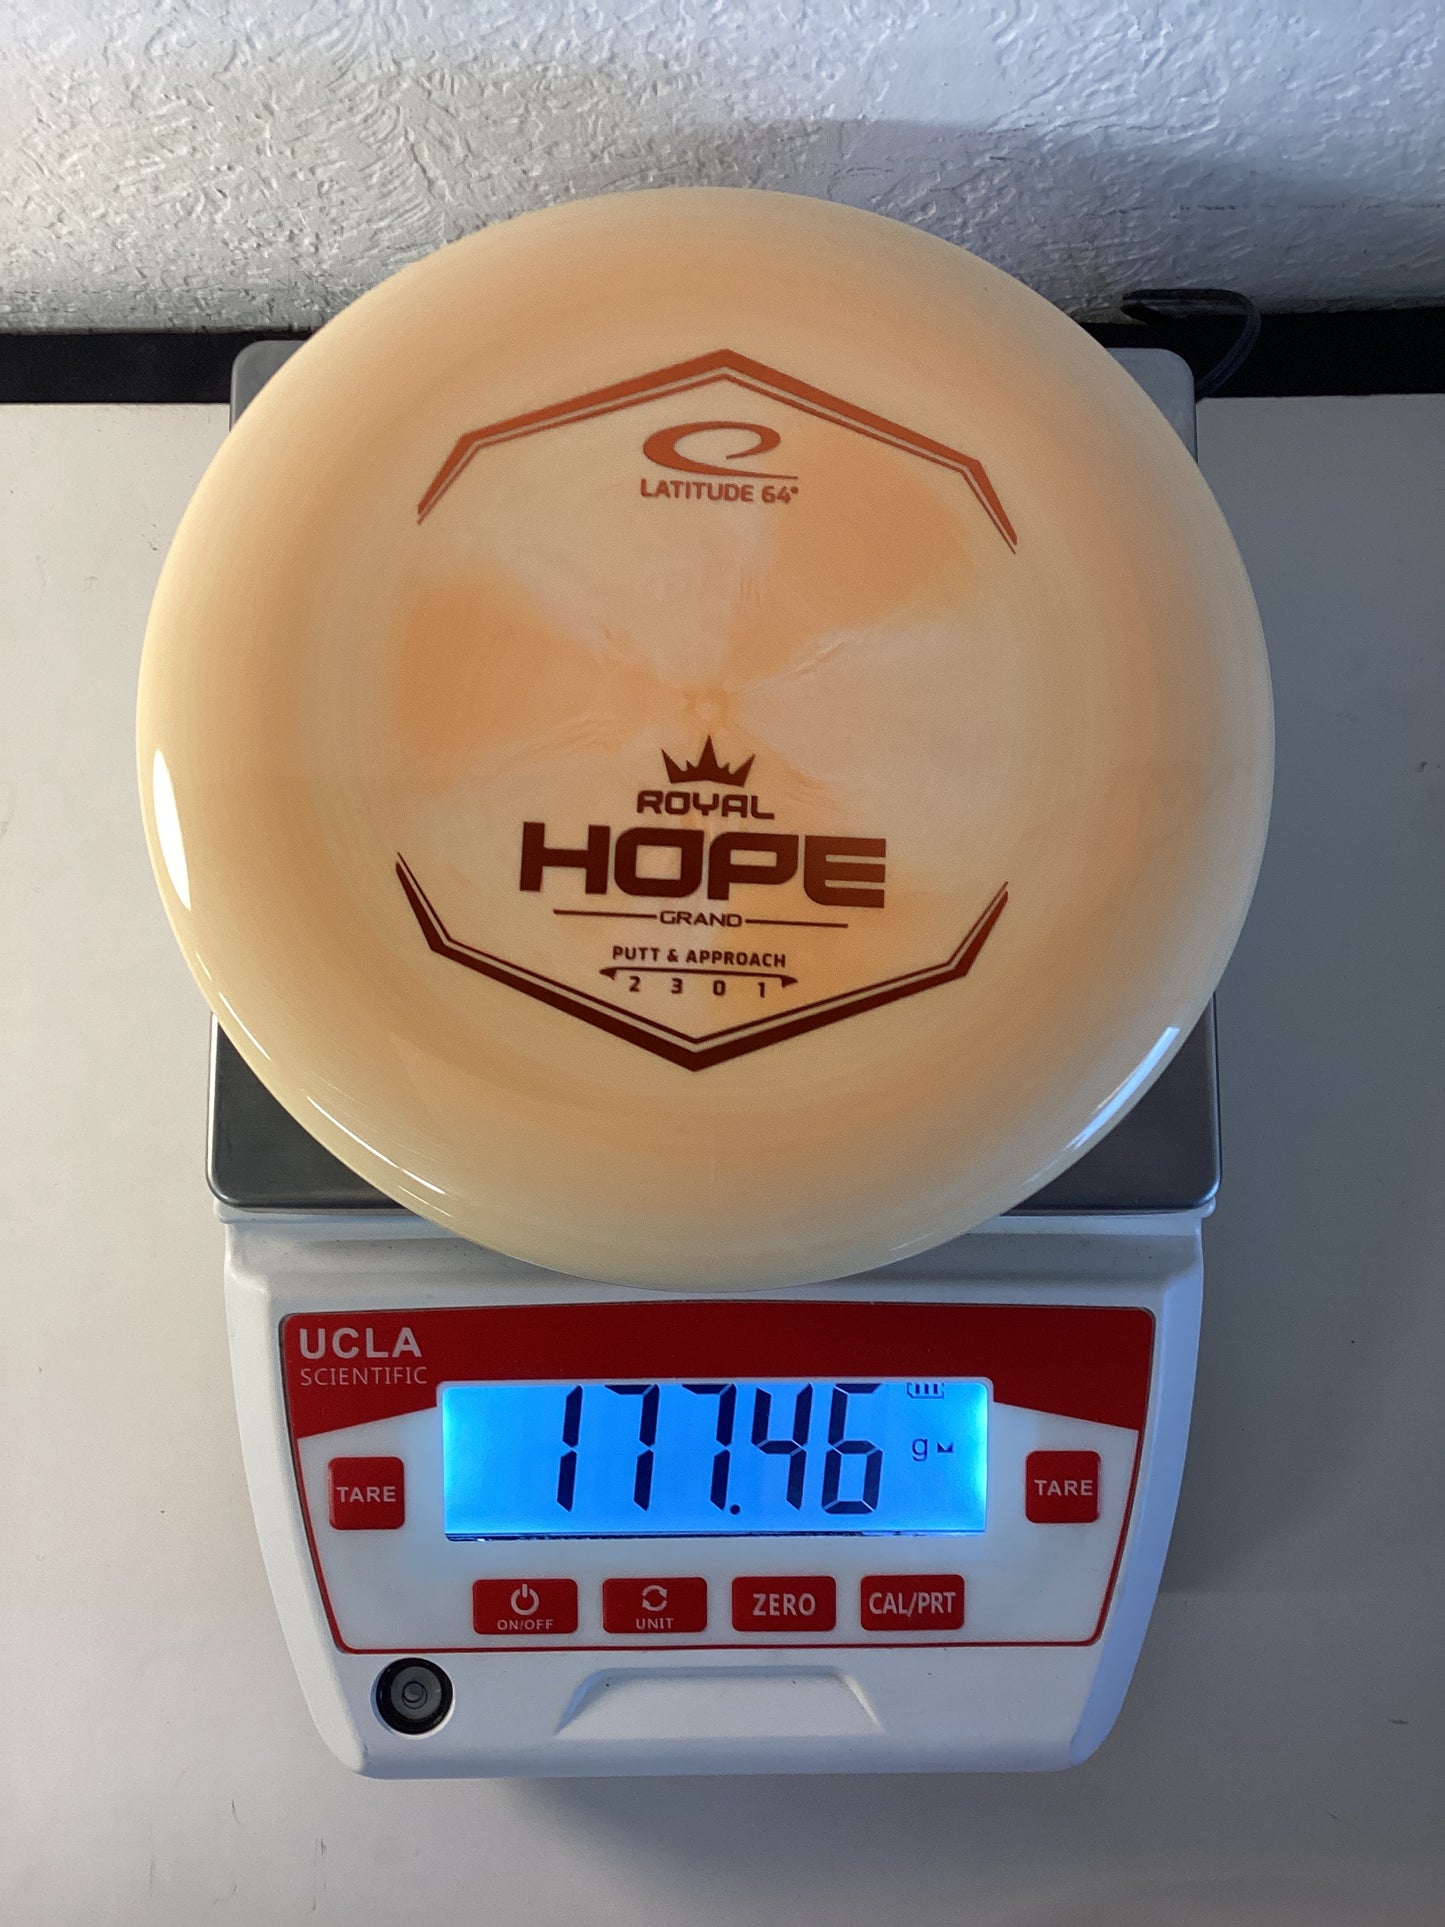 LATITUDE 64°
ROYAL
HOPE
GRAND
PUTT & APPROACH
2 3 0 1
UCLA
SCIENTIFIC
177.46 g
TARE
TARE
ON/OFF
UNIT
ZERO
CAL/PRT